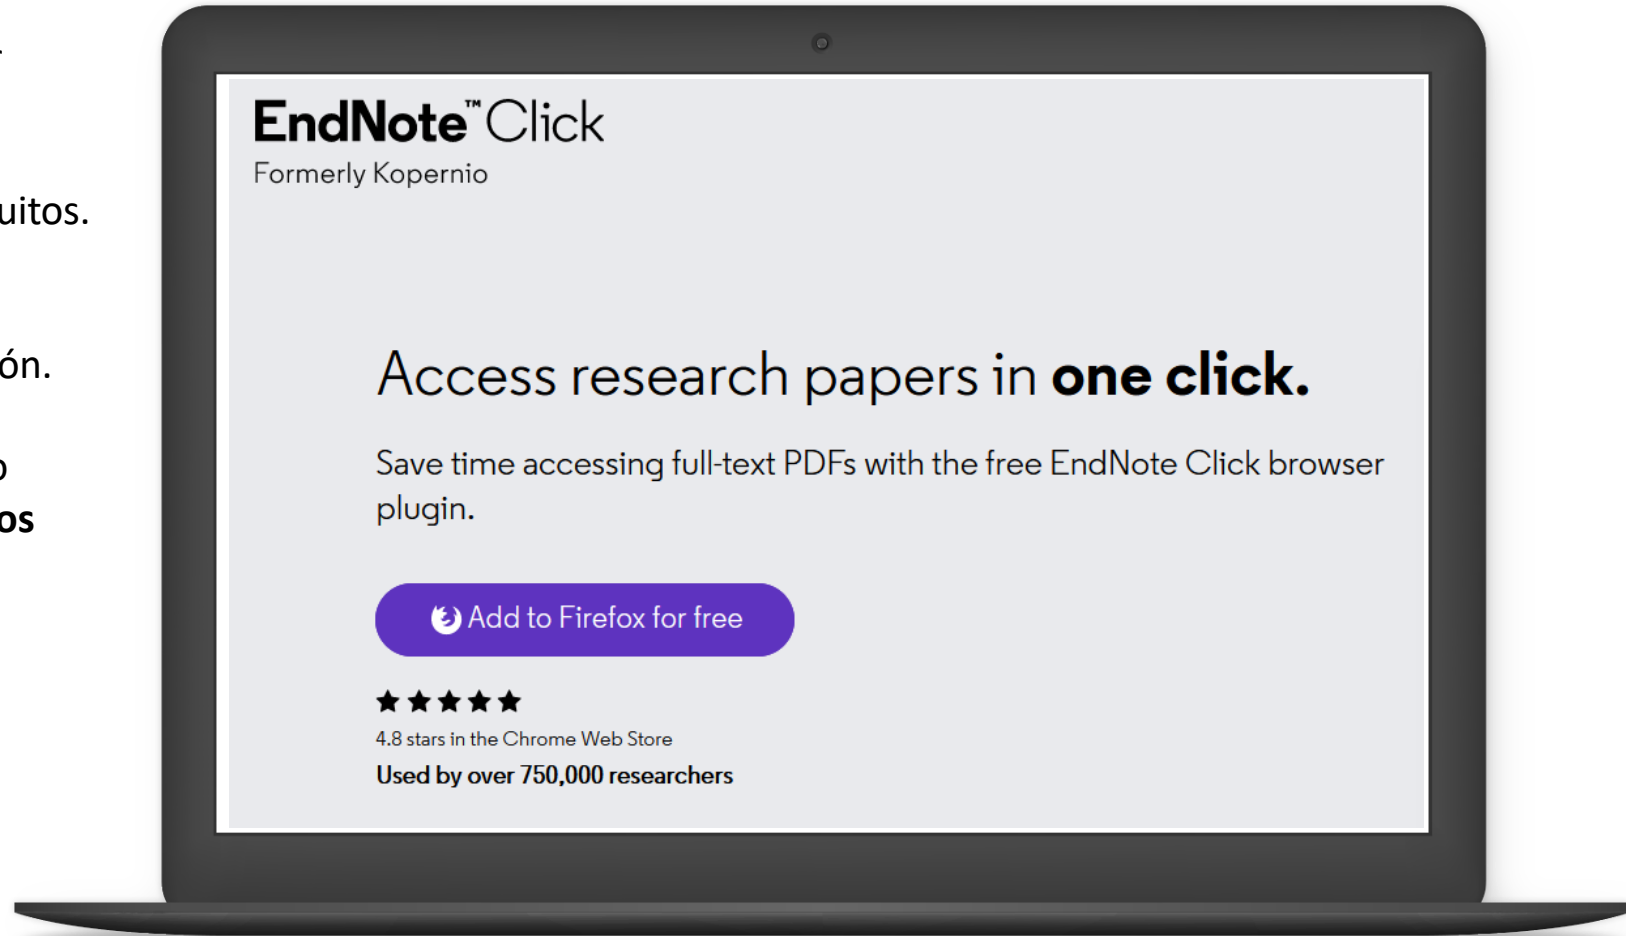 uitos.
ón.
os
EndNote™ Click
Formerly Kopernio
Access research papers in one click.
Save time accessing full-text PDFs with the free EndNote Click browser
plugin.
Add to Firefox for free
4.8 stars in the Chrome Web Store
Used by over 750,000 researchers